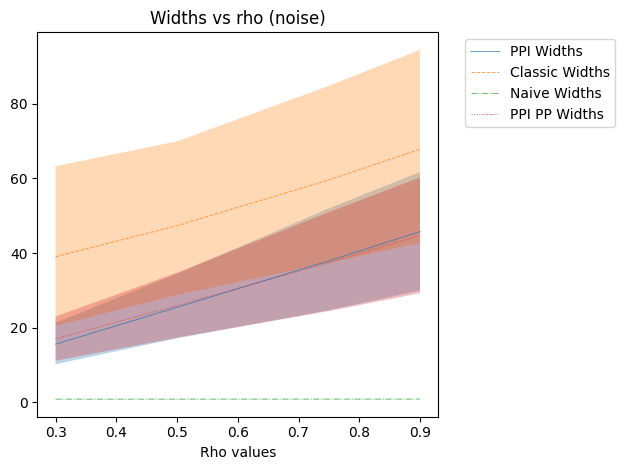 Widths vs rho (noise)
PPI Widths
Classic Widths
Naive Widths
PPI PP Widths
80
60
40
20
0
0.3 0.4 0.5 0.6 0.7 0.8 0.9
Rho values